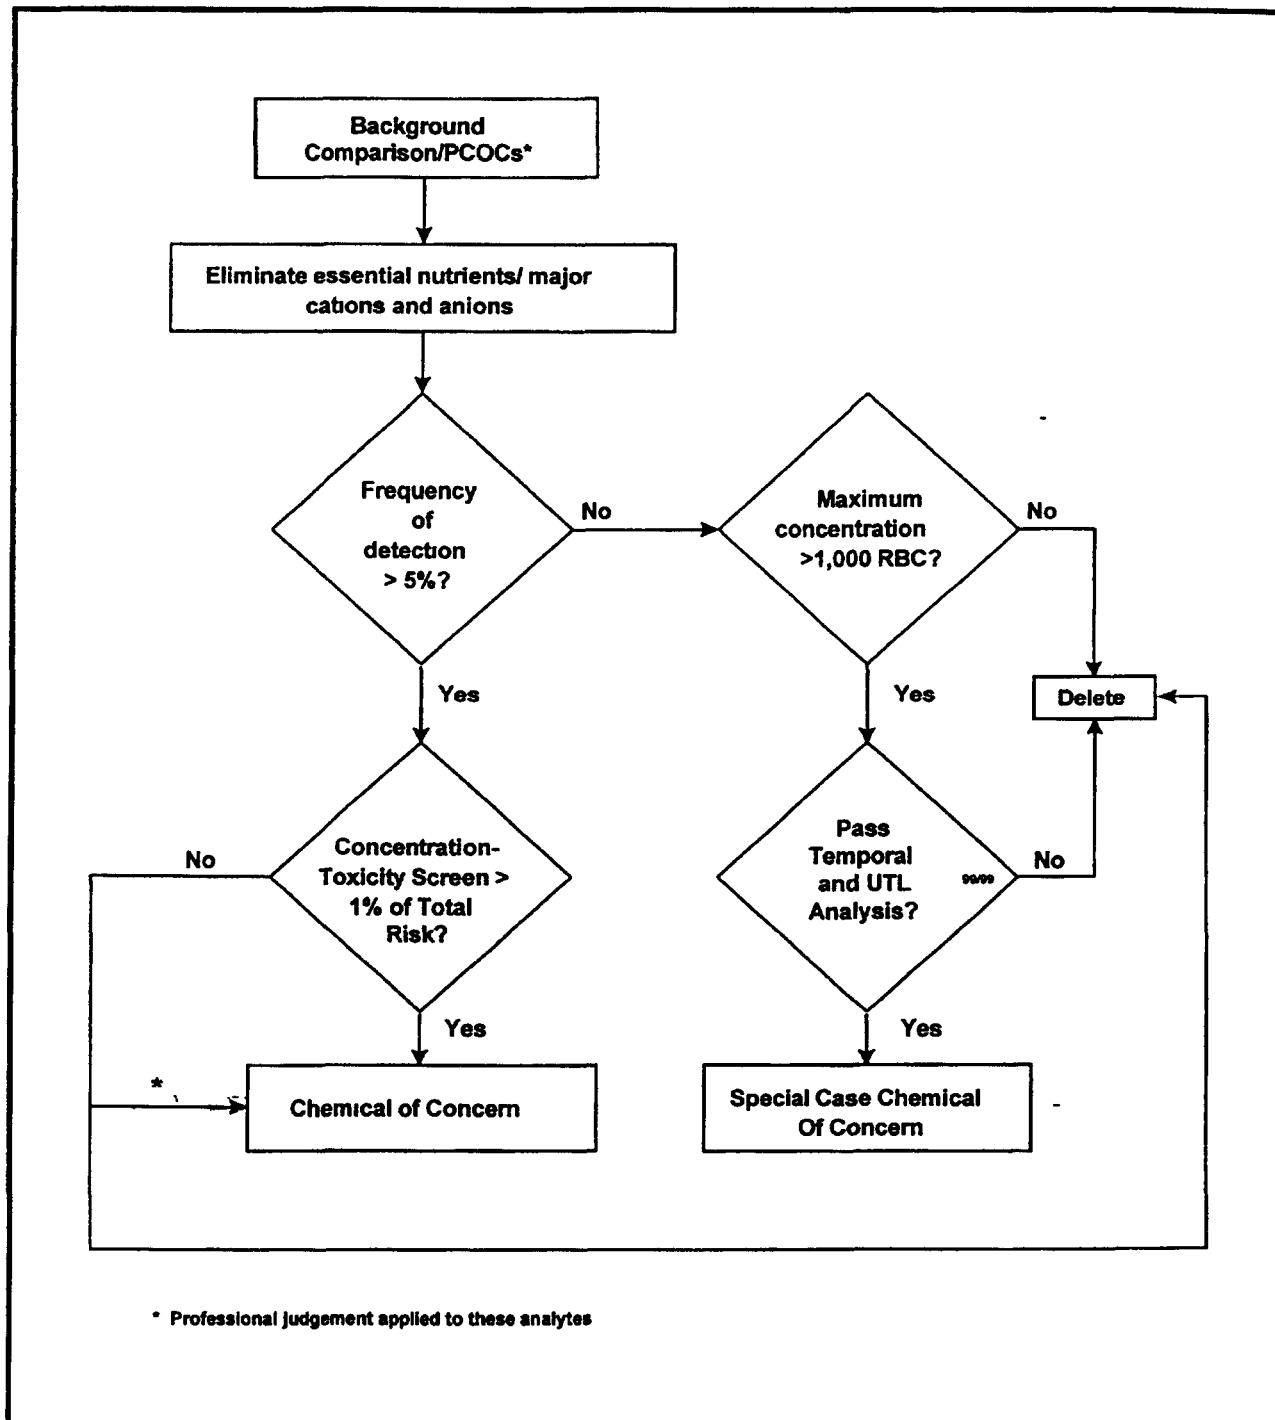 Background
Comparison/PCOCs*
Eliminate essential nutrients/ major
cations and anions
Frequency
of
detection
> 5%?
No
Maximum
concentration
>1,000 RBC?
No
Yes
Yes
Delete
Concentration-
Toxicity Screen >
1% of Total
Risk?
No
Pass
Temporal
and UTL 99/99
Analysis?
No
Yes
Yes
*
Chemical of Concern
Special Case Chemical
Of Concern
* Professional judgement applied to these analytes